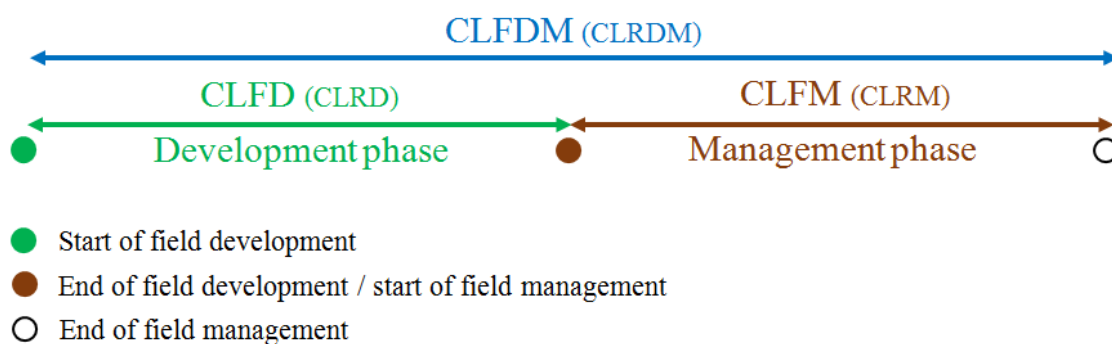 CLFDM (CLRDM)
CLFD (CLRD) CLFM (CLRM)
Development phase Management phase
Start of field development
End of field development / start of field management
End of field management